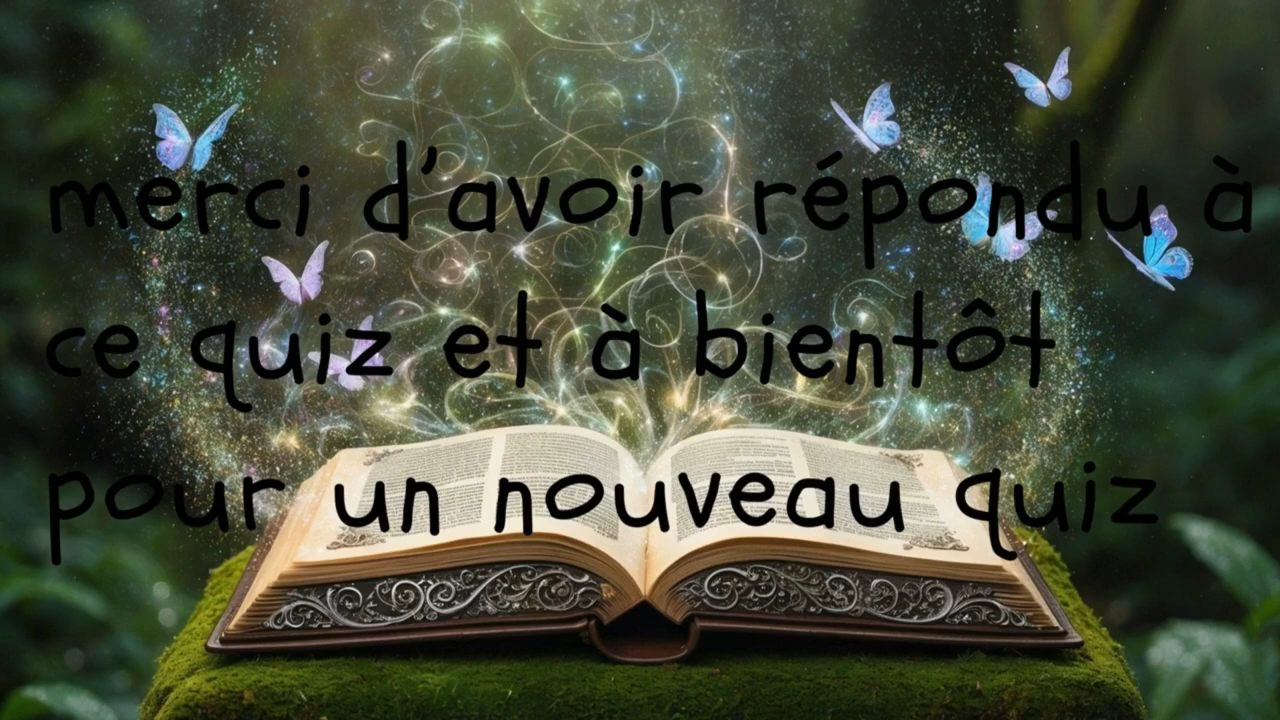 merci d'avoir répondu à
ce quiz et à bientôt
pour un nouveau quiz